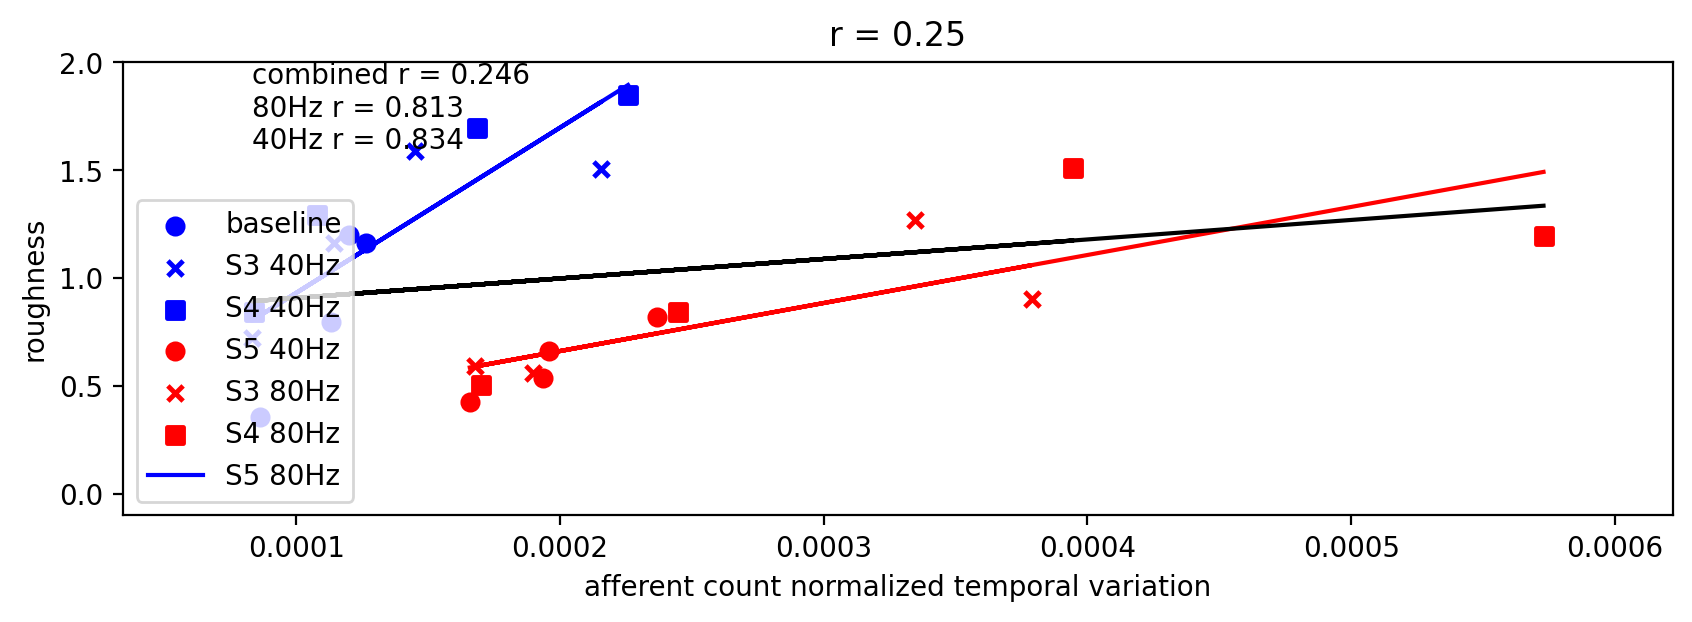 r = 0.25
combined r = 0.246
80Hz r = 0.813
40Hz r = 0.834
baseline
S3 40Hz
S4 40Hz
S5 40Hz
S3 80Hz
S4 80Hz
S5 80Hz
roughness
2.0
1.5
1.0
0.5
0.0
0.0001 0.0002 0.0003 0.0004 0.0005 0.0006
afferent count normalized temporal variation